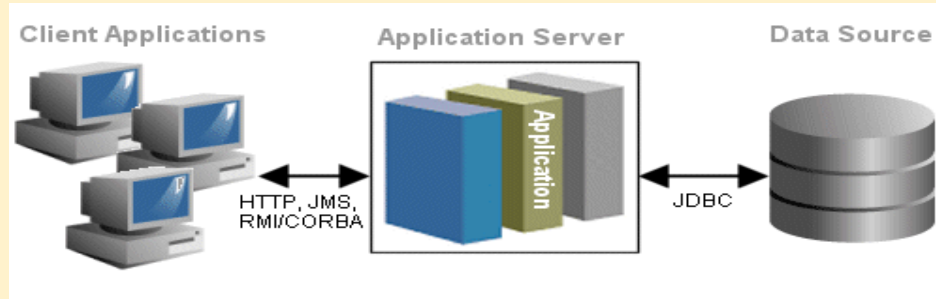 Client Applications
Application Server
Data Source
Application
HTTP, JMS,
RMI/CORBA
JDBC